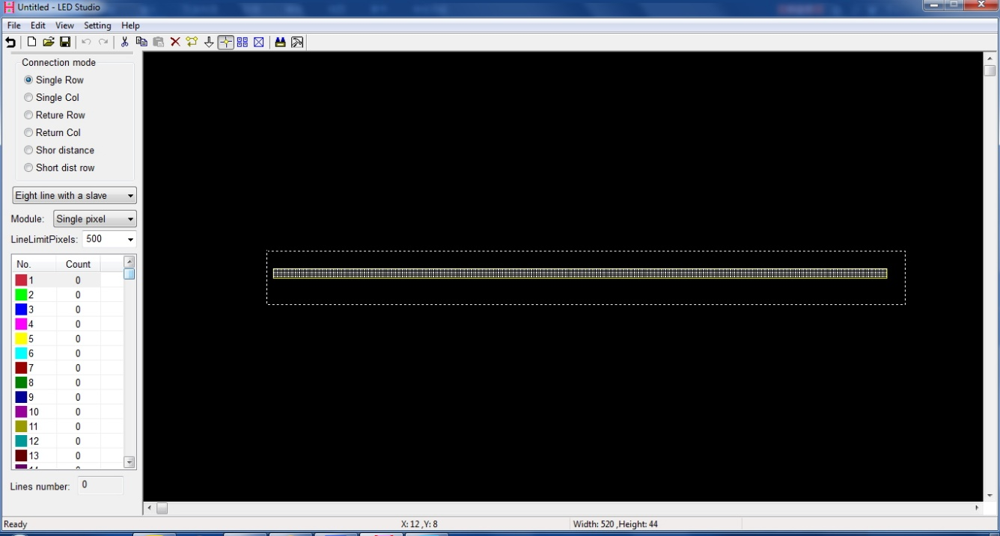 Untitled - LED Studio
File Edit View Setting Help
Connection mode
Single Row
Single Col
Reture Row
Return Col
Shor distance
Short dist row
Eight line with a slave
Module: Single pixel
LineLimitPixels: 500
No. Count
1 0
2 0
3 0
4 0
5 0
6 0
7 0
8 0
9 0
10 0
11 0
12 0
13 0
Lines number: 0
Ready X: 12 ,Y: 8 Width: 520 ,Height: 44